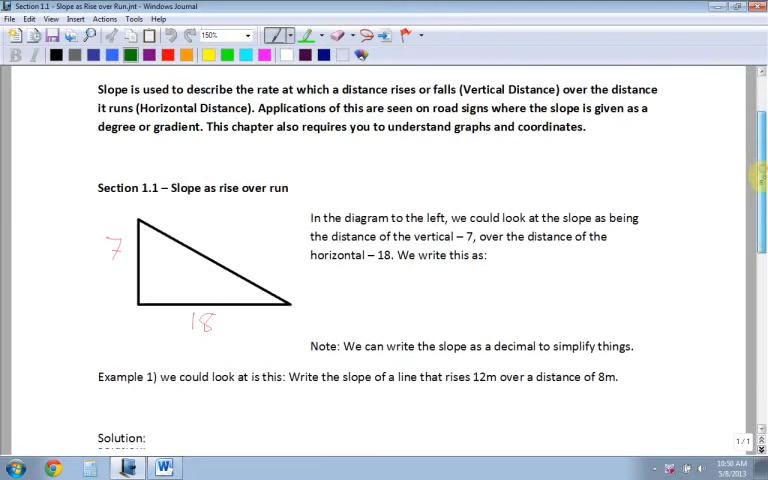 Section 1.1 - Slope as Rise over Run.jnt - Windows Journal
File Edit View Insert Actions Tools Help
150%
B I
Slope is used to describe the rate at which a distance rises or falls (Vertical Distance) over the distance
it runs (Horizontal Distance). Applications of this are seen on road signs where the slope is given as a
degree or gradient. This chapter also requires you to understand graphs and coordinates.
Section 1.1 – Slope as rise over run
In the diagram to the left, we could look at the slope as being
the distance of the vertical – 7, over the distance of the
horizontal – 18. We write this as:
7
18
Note: We can write the slope as a decimal to simplify things.
Example 1) we could look at is this: Write the slope of a line that rises 12m over a distance of 8m.
Solution:
1/1
10:50 AM
5/8/2013